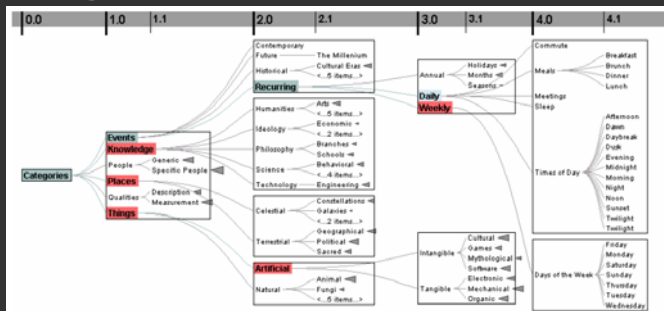 0.0 1.0 1.1 2.0 2.1 3.0 3.1 4.0 4.1
Categories
Events
Knowledge
People
Generic
Specific People
Places
Qualities
Description
Measurement
Things
Contemporary
Future
The Millenium
Historical
Cultural Eras
<...5 items...>
Recurring
Humanities
Arts
<...5 items...>
Ideology
Economic
<...2 items...>
Philosophy
Branches
Schools
Science
Behavioral
<...4 items...>
Technology
Engineering
Celestial
Constellations
Galaxies
<...2 items...>
Terrestrial
Geographical
Political
Sacred
Artificial
Natural
Animal
Fungi
<...5 items...>
Annual
Holidays
Months
Seasons
Daily
Weekly
Intangible
Cultural
Games
Mythological
Software
Tangible
Electronic
Mechanical
Organic
Commute
Meals
Breakfast
Brunch
Dinner
Lunch
Meetings
Sleep
Times of Day
Afternoon
Dawn
Daybreak
Dusk
Evening
Midnight
Morning
Night
Noon
Sunset
Twilight
Twilight
Days of the Week
Friday
Monday
Saturday
Sunday
Thursday
Tuesday
Wednesday